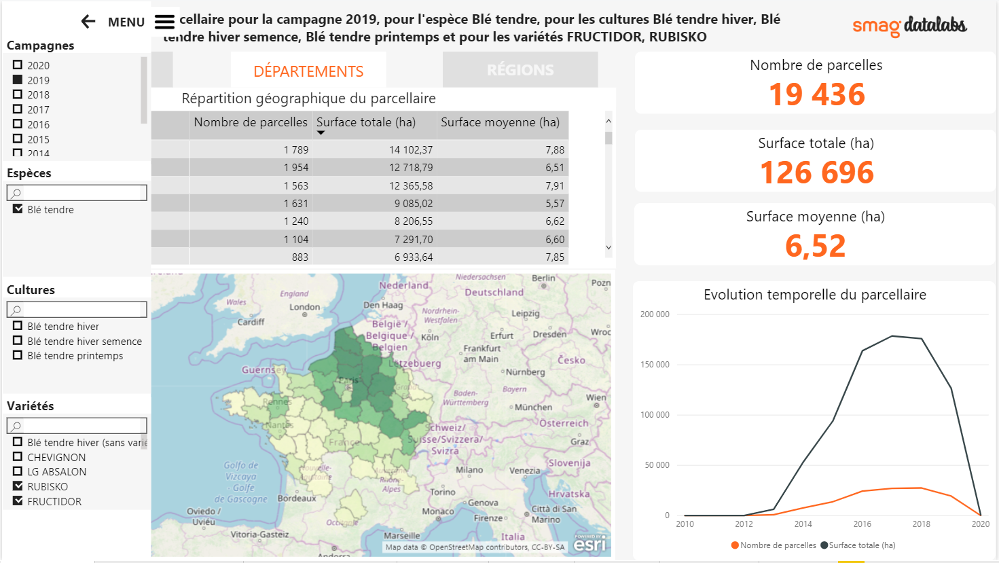 MENU
rcellaire pour la campagne 2019, pour l'espèce Blé tendre, pour les cultures Blé tendre hiver, Blé
tendre hiver semence, Blé tendre printemps et pour les variétés FRUCTIDOR, RUBISKO
smag datalabs
Campagnes
2020
2019
2018
2017
2016
2015
2014
Espèces
Blé tendre
Cultures
Blé tendre hiver
Blé tendre hiver semence
Blé tendre printemps
Variétés
Blé tendre hiver (sans varié
CHEVIGNON
LG ABSALON
RUBISKO
FRUCTIDOR
DÉPARTEMENTS
RÉGIONS
Répartition géographique du parcellaire
Nombre de parcelles Surface totale (ha) Surface moyenne (ha)
1 789 14 102,37 7,88
1 954 12 718,79 6,51
1 563 12 365,58 7,91
1 631 9 085,02 5,57
1 240 8 206,55 6,62
1 104 7 291,70 6,60
883 6 933,64 7,85
Niedersachsen
Berlin
Pozn
England
Nederland
Deutschland
Wales
London
Den Haag
Nordrhein-
Westfalen
Leipzig
Cardiff
België /
Belgique /
Belgien
Köln
Erfurt
Dresden
Wroc
Frankfurt
am Main
Česko
Lëtzebuerg
Guernsey
Nürnberg
Paris
Bayern
Baden-
Württemberg
Wien
Rennes
München
Nantes
Schweiz/
Suisse/Svizzera/
Svizra
Österreich
France
Graz
Slovenija
Golfo de
Vizcaya
- Golfe
de Gascogne
Nouvelle-
Auvergne
Rhône-
Alpes
Milano
Venezia
Hrvatska
Torino
Bordeaux
Genova
Monaco
Firenze
Città di San
Marino
Oviedo /
Uviéu
Occitanie
Vitoria-Gasteiz
Marseille
Italia
Andorra
Map data © OpenStreetMap contributors, CC-BY-SA
POWERED BY
esri
Nombre de parcelles
19 436
Surface totale (ha)
126 696
Surface moyenne (ha)
6,52
Evolution temporelle du parcellaire
200 000
150 000
100 000
50 000
0
2010 2012 2014 2016 2018 2020
Nombre de parcelles Surface totale (ha)